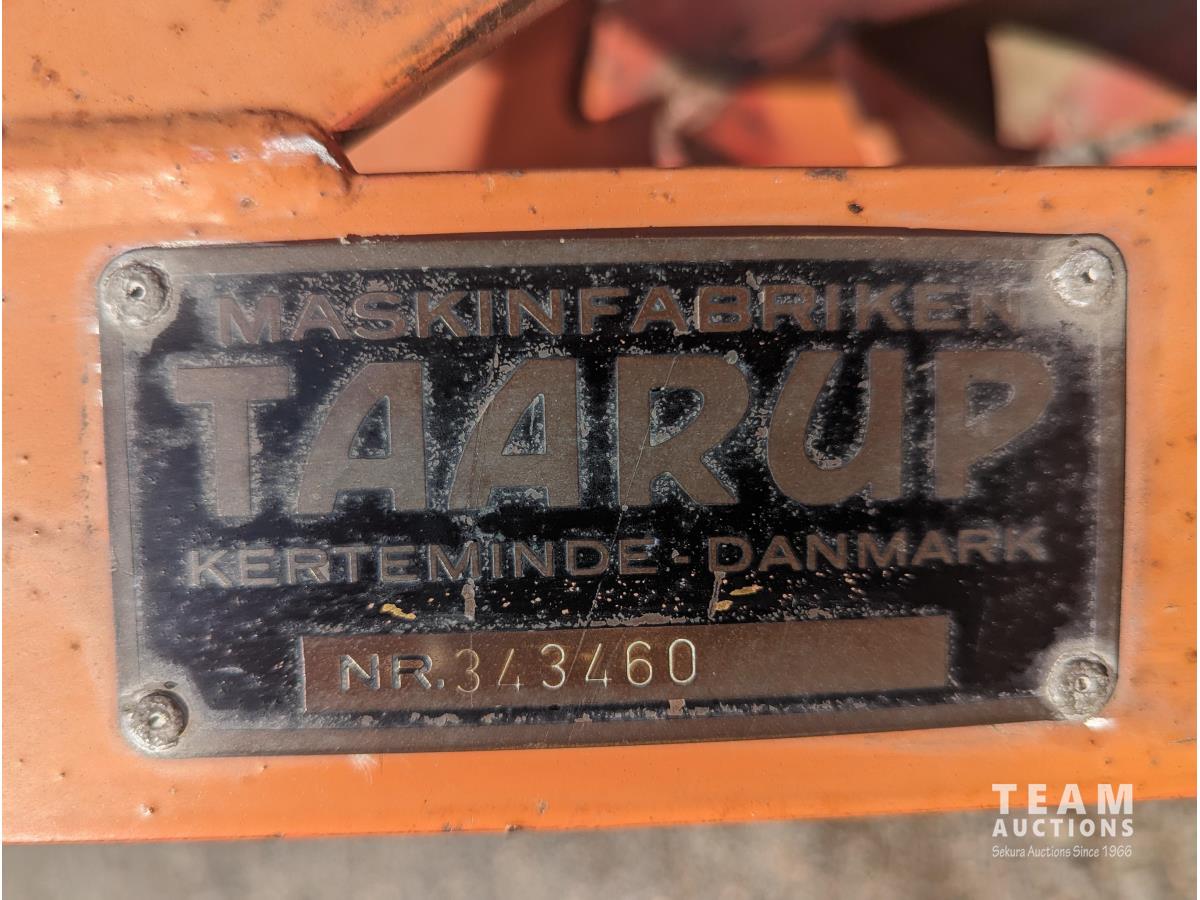 MASKINFABRIKEN
TAARUP
KERTEMINDE-DANMARK
NR. 343460
TEAM
AUCTIONS
Sekura Auctions Since 1966